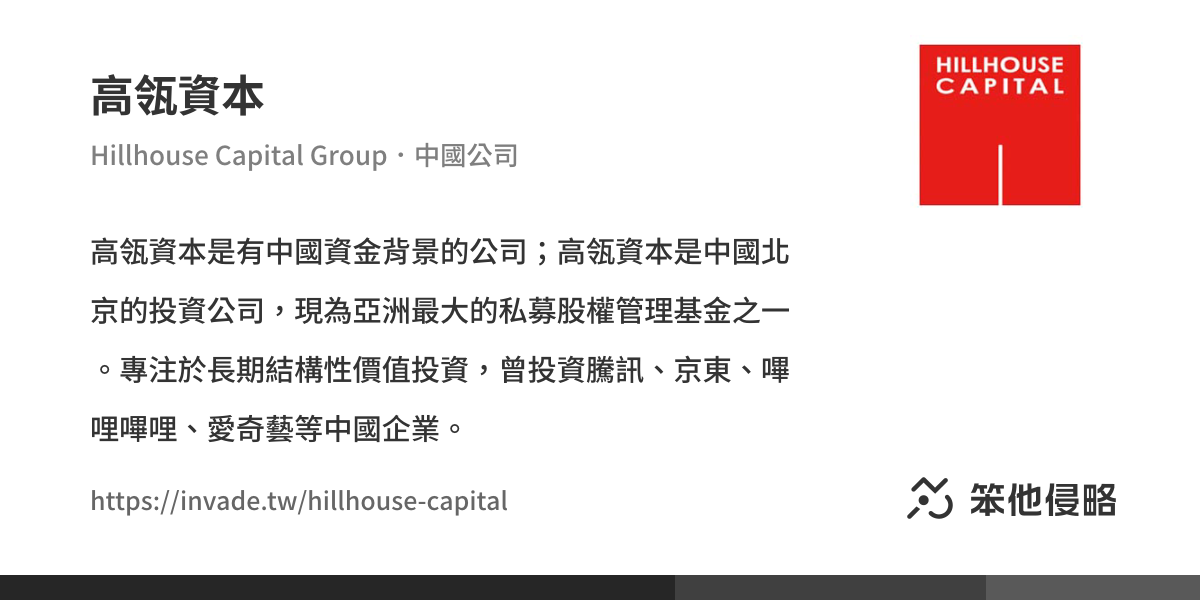 高瓴資本
Hillhouse Capital Group・中國公司
HILLHOUSE
CAPITAL
高瓴資本是有中國資金背景的公司；高瓴資本是中國北
京的投資公司，現為亞洲最大的私募股權管理基金之一
。專注於長期結構性價值投資，曾投資騰訊、京東、嗶
哩嗶哩、愛奇藝等中國企業。
https://invade.tw/hillhouse-capital
笨他侵略